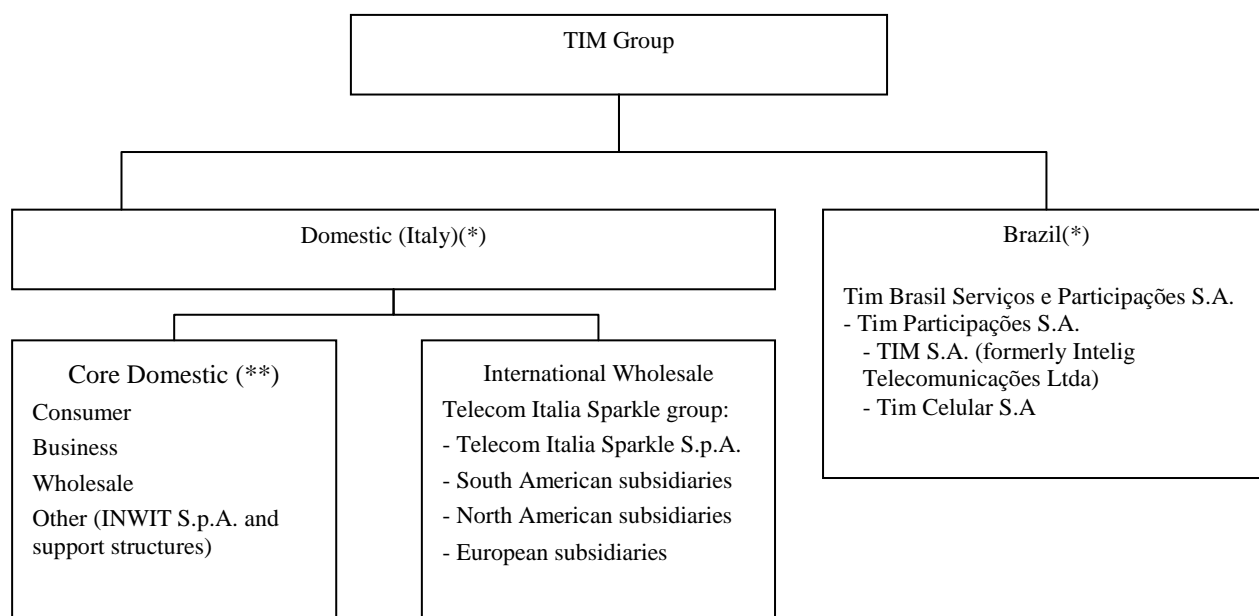 TIM Group
Domestic (Italy)(*)
Brazil(*)
Tim Brasil Serviços e Participações S.A.
- Tim Participações S.A.
- TIM S.A. (formerly Intelig
Telecomunicações Ltda)
- Tim Celular S.A
Core Domestic (**)
Consumer
Business
Wholesale
Other (INWIT S.p.A. and
support structures)
International Wholesale
Telecom Italia Sparkle group:
- Telecom Italia Sparkle S.p.A.
- South American subsidiaries
- North American subsidiaries
- European subsidiaries